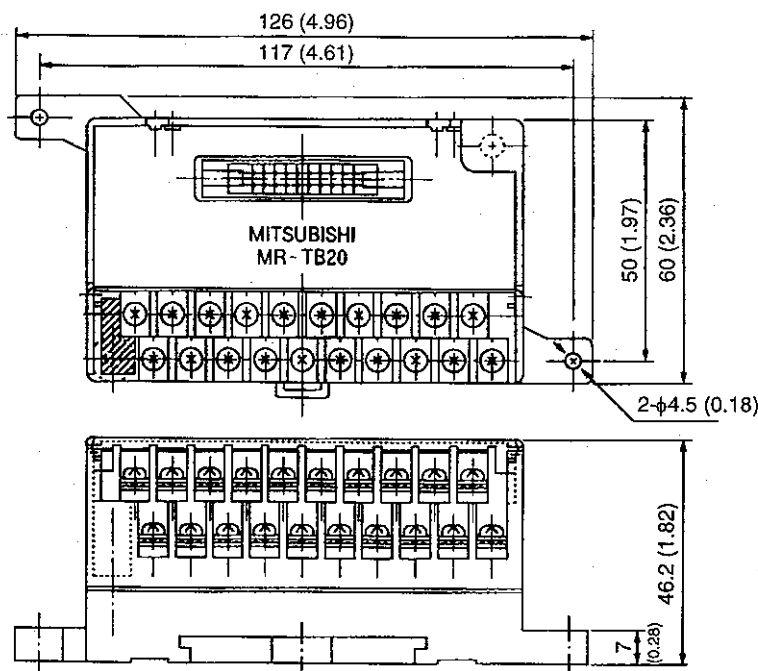 126 (4.96)
117 (4.61)
MITSUBISHI
MR-TB20
50 (1.97)
60 (2.36)
2-ϕ4.5 (0.18)
46.2 (1.82)
7
(0.28)